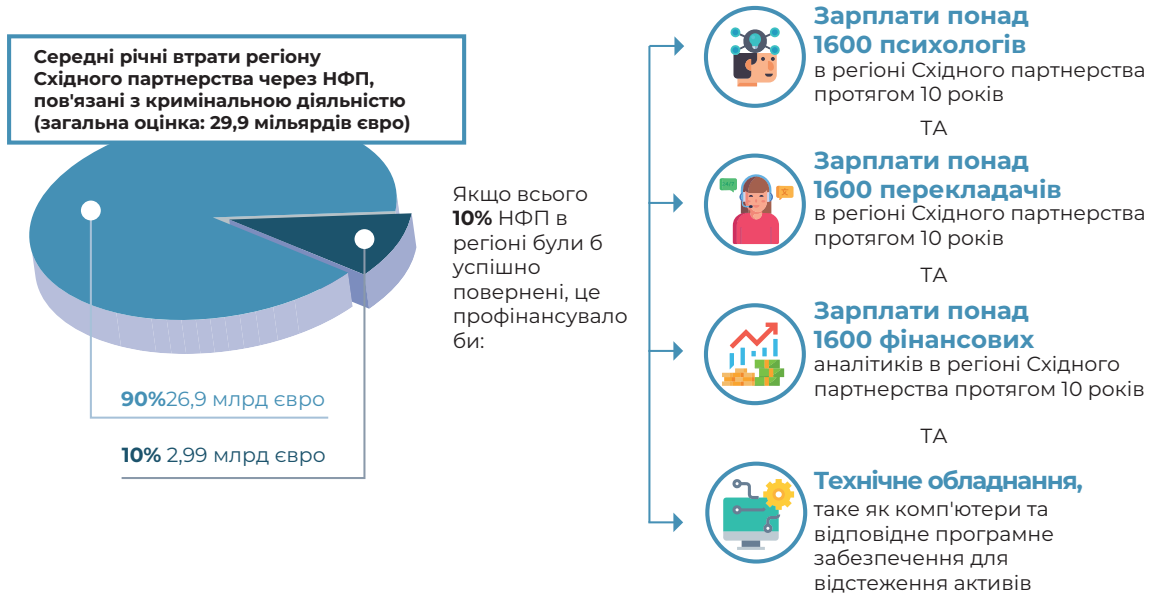 Середні річні втрати регіону
Східного партнерства через НФП,
пов'язані з кримінальною діяльністю
(загальна оцінка: 29,9 мільярдів євро)
90%26,9 млрд євро
10% 2,99 млрд євро
Якщо всього
10% НФП в
регіоні були б
успішно
повернені, це
профінансувало
би:
Зарплати понад
1600 психологів
в регіоні Східного партнерства
протягом 10 років
ТА
Зарплати понад
1600 перекладачів
в регіоні Східного партнерства
протягом 10 років
ТА
Зарплати понад
1600 фінансових
аналітиків в регіоні Східного
партнерства протягом 10 років
ТА
Технічне обладнання,
таке як комп'ютери та
відповідне програмне
забезпечення для
відстеження активів